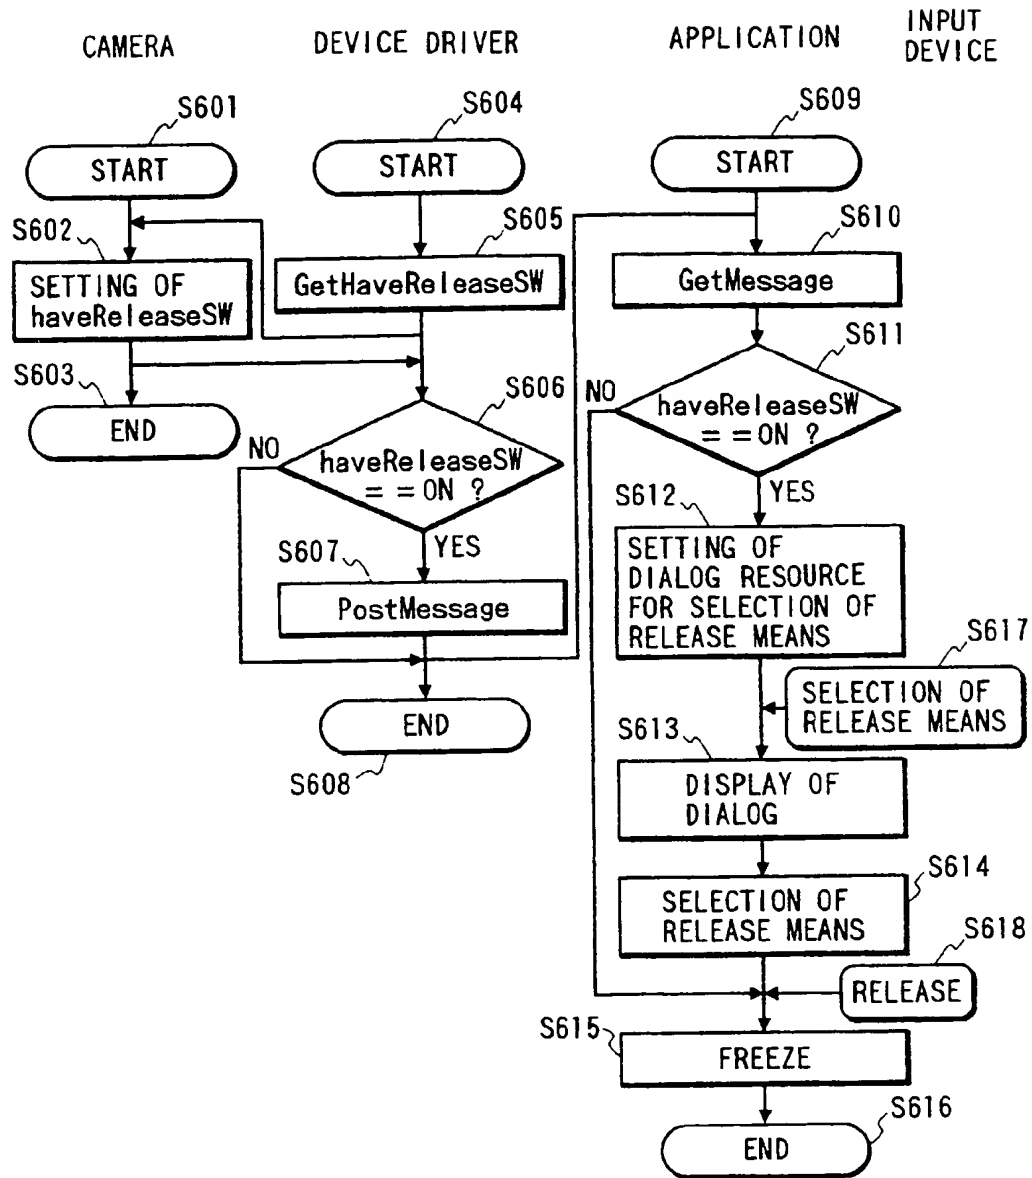 CAMERA
DEVICE DRIVER
APPLICATION
INPUT
DEVICE
S601
START
S602
SETTING OF
haveReleaseSW
S603
END
S604
START
S605
GetHaveReleaseSW
S606
haveReleaseSW
==ON ?
NO
YES
S607
PostMessage
END
S608
S609
START
S610
GetMessage
S611
NO
haveReleaseSW
==ON ?
YES
S612
SETTING OF
DIALOG RESOURCE
FOR SELECTION OF
RELEASE MEANS
S617
SELECTION OF
RELEASE MEANS
S613
DISPLAY OF
DIALOG
S614
SELECTION OF
RELEASE MEANS
S618
RELEASE
S615
FREEZE
S616
END